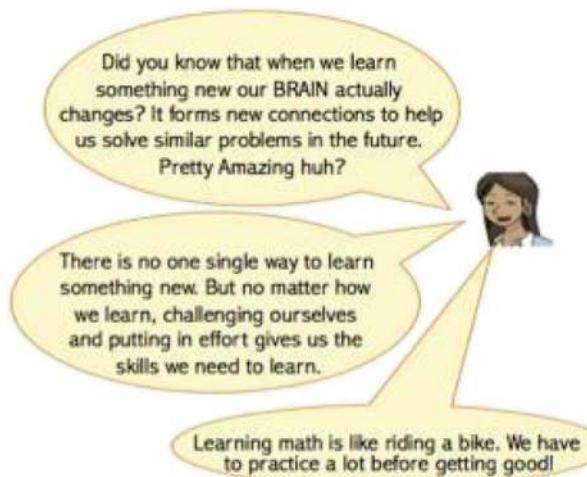 Did you know that when we learn
something new our BRAIN actually
changes? It forms new connections to help
us solve similar problems in the future.
Pretty Amazing huh?
There is no one single way to learn
something new. But no matter how
we learn, challenging ourselves
and putting in effort gives us the
skills we need to learn.
Learning math is like riding a bike. We have
to practice a lot before getting good!